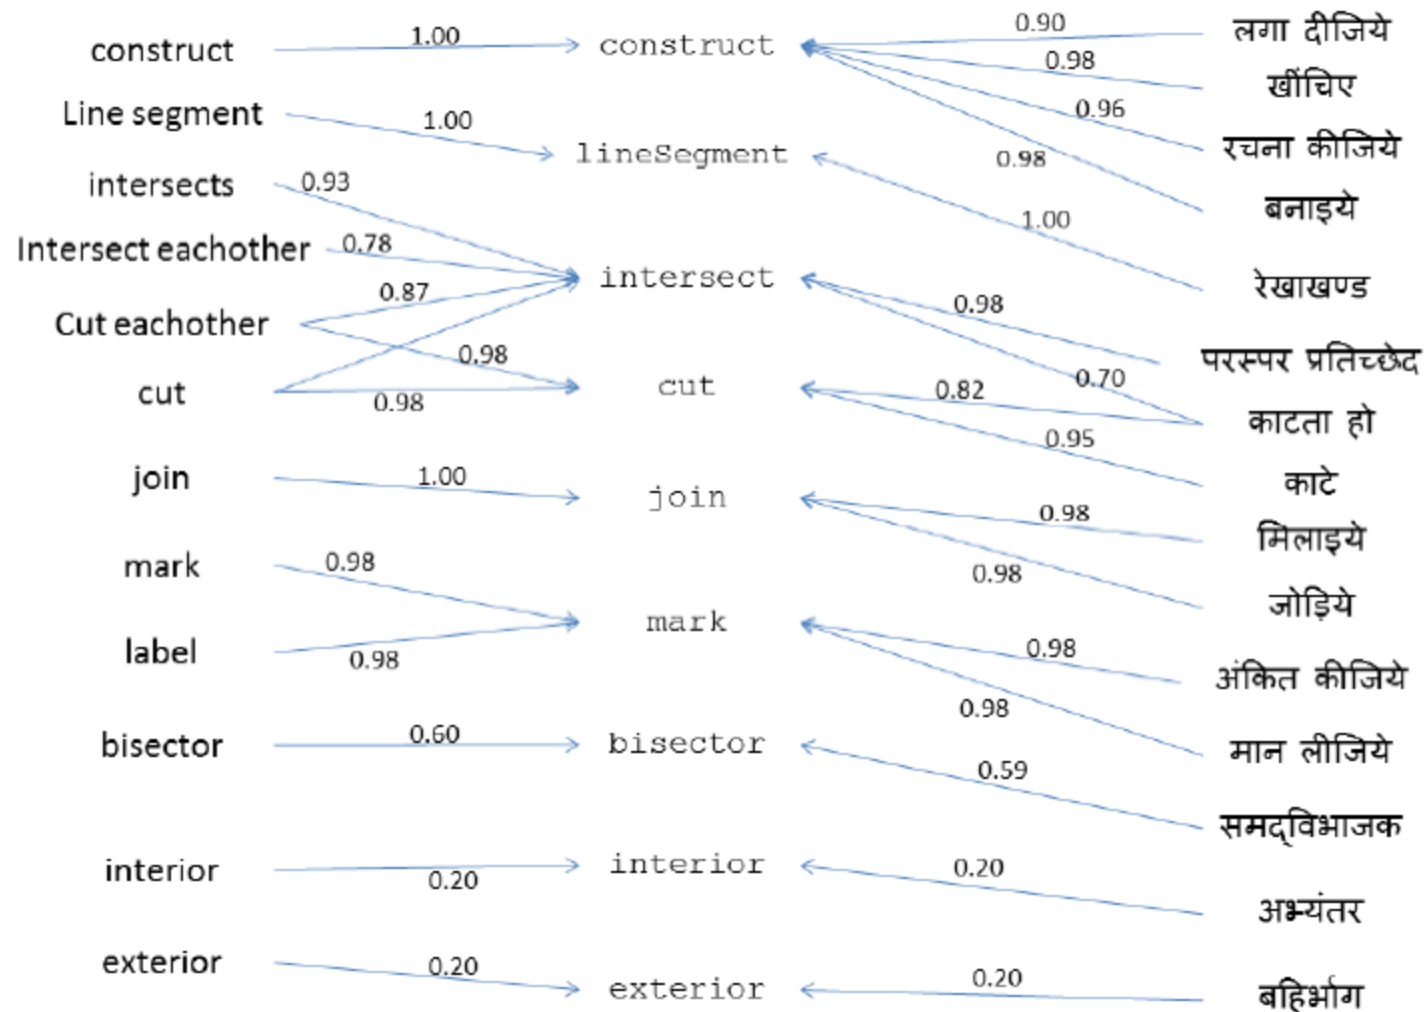 construct 1.00 construct 0.90 लगा दीजिये
0.98 खींचिए
Line segment 1.00 lineSegment 0.96 रचना कीजिये
0.98 बनाइये
intersects 0.93
1.00 रेखाखण्ड
Intersect eachother 0.78 intersect
0.98 परस्पर प्रतिच्छेद
Cut eachother 0.87
0.98 0.70 काटता हो
cut 0.98 cut 0.82
0.95 काटे
join 1.00 join 0.98 मिलाइये
0.98 जोड़िये
mark 0.98 mark 0.98 अंकित कीजिये
label 0.98 0.98 मान लीजिये
bisector 0.60 bisector 0.59 समद्विभाजक
interior 0.20 interior 0.20 अभ्यंतर
exterior 0.20 exterior 0.20 बहिर्भाग